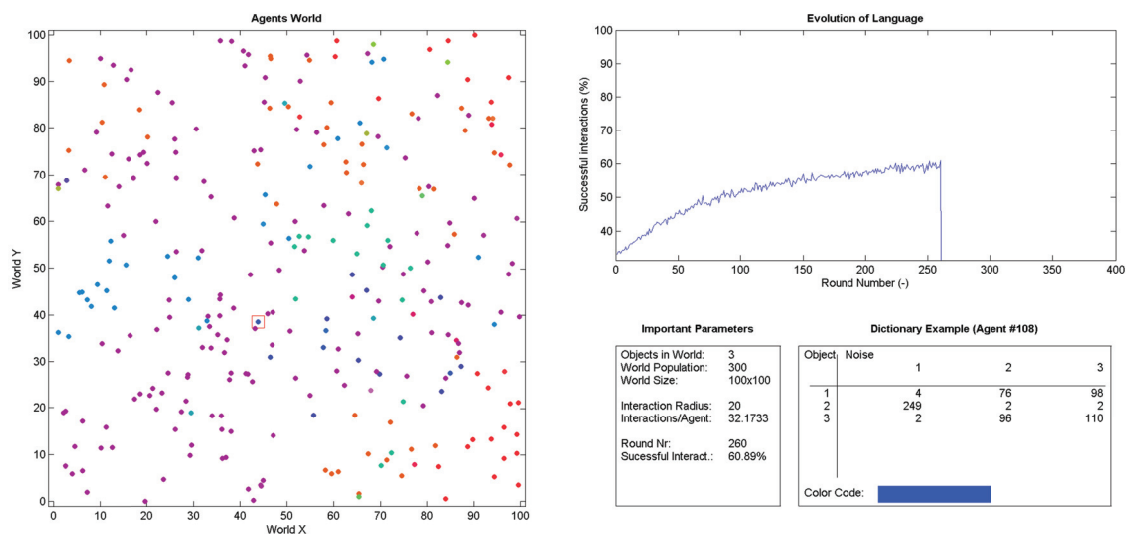 Agents World
100
90
80
70
60
50
40
30
20
10
0
World Y
0 10 20 30 40 50 60 70 80 90 100
World X
Evolution of Language
100
90
80
70
60
50
40
Successful interactions (%)
0 50 100 150 200 250 300 350 400
Round Number (-)
Important Parameters
Objects in World: 3
World Population: 300
World Size: 100x100
Interaction Radius: 20
Interactions/Agent: 32.1733
Round Nr: 260
Sucessful Interact.: 60.89%
Dictionary Example (Agent #108)
Object Noise
1 2 3
1 4 76 98
2 249 2 2
3 2 96 110
Color Code: